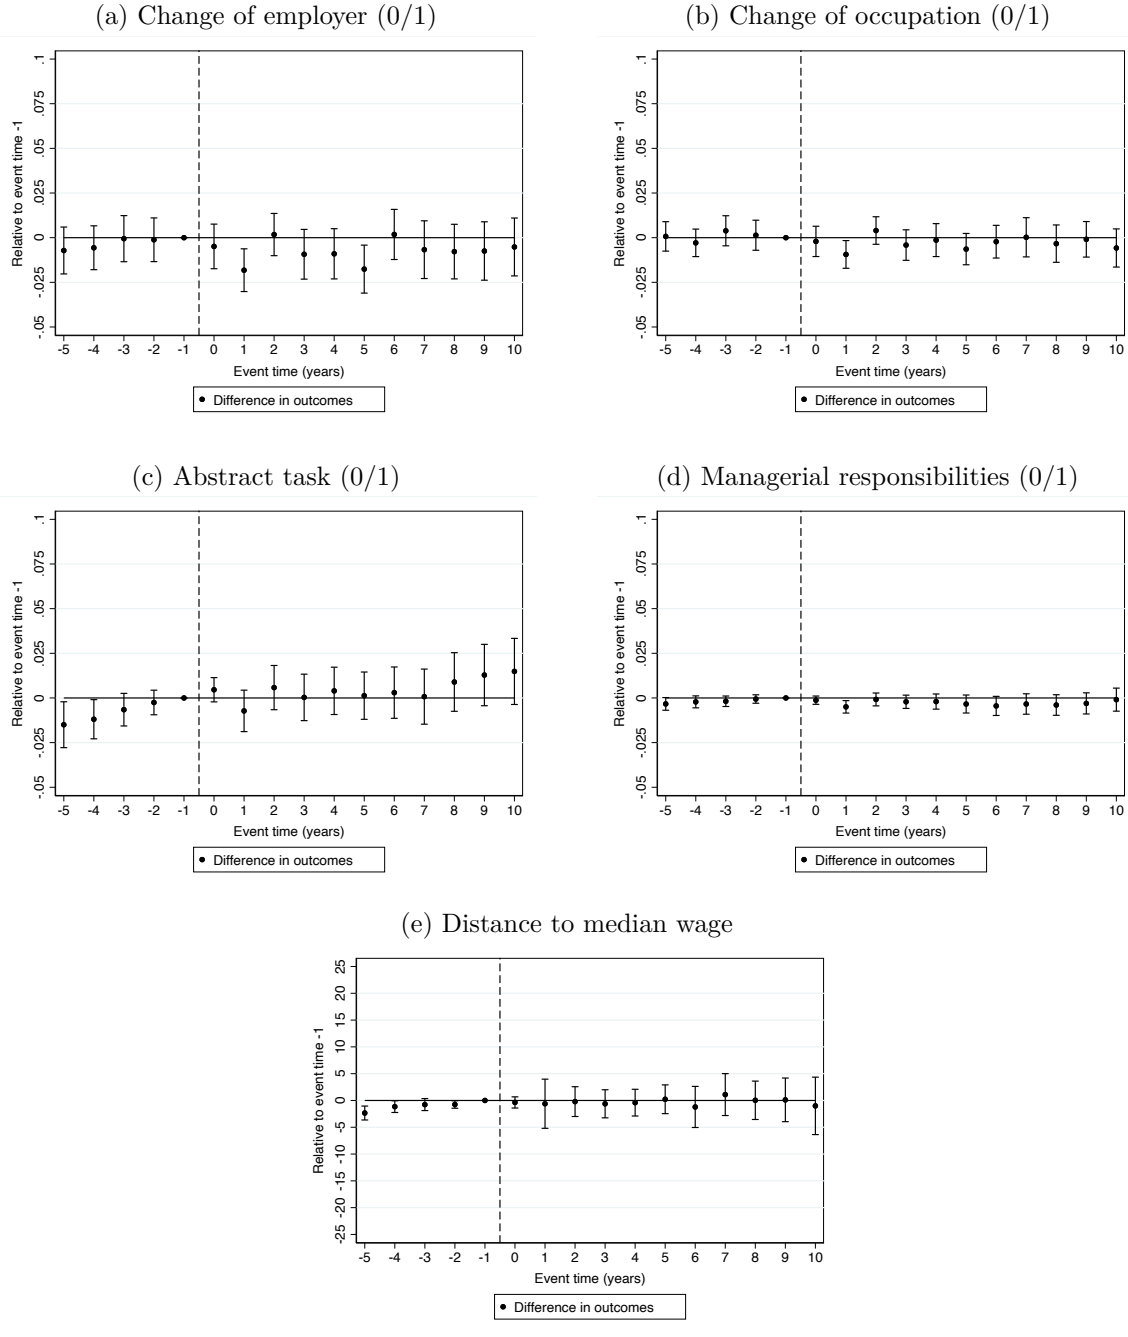 (a) Change of employer (0/1)
Relative to event time -1
.1
.075
.05
.025
0
-.025
-.05
-5 -4 -3 -2 -1 0 1 2 3 4 5 6 7 8 9 10
Event time (years)
Difference in outcomes
(b) Change of occupation (0/1)
Relative to event time -1
.1
.075
.05
.025
0
-.025
-.05
-5 -4 -3 -2 -1 0 1 2 3 4 5 6 7 8 9 10
Event time (years)
Difference in outcomes
(c) Abstract task (0/1)
Relative to event time -1
.1
.075
.05
.025
0
-.025
-.05
-5 -4 -3 -2 -1 0 1 2 3 4 5 6 7 8 9 10
Event time (years)
Difference in outcomes
(d) Managerial responsibilities (0/1)
Relative to event time -1
.1
.075
.05
.025
0
-.025
-.05
-5 -4 -3 -2 -1 0 1 2 3 4 5 6 7 8 9 10
Event time (years)
Difference in outcomes
(e) Distance to median wage
Relative to event time -1
25
20
15
10
5
0
-5
-10
-15
-20
-25
-5 -4 -3 -2 -1 0 1 2 3 4 5 6 7 8 9 10
Event time (years)
Difference in outcomes